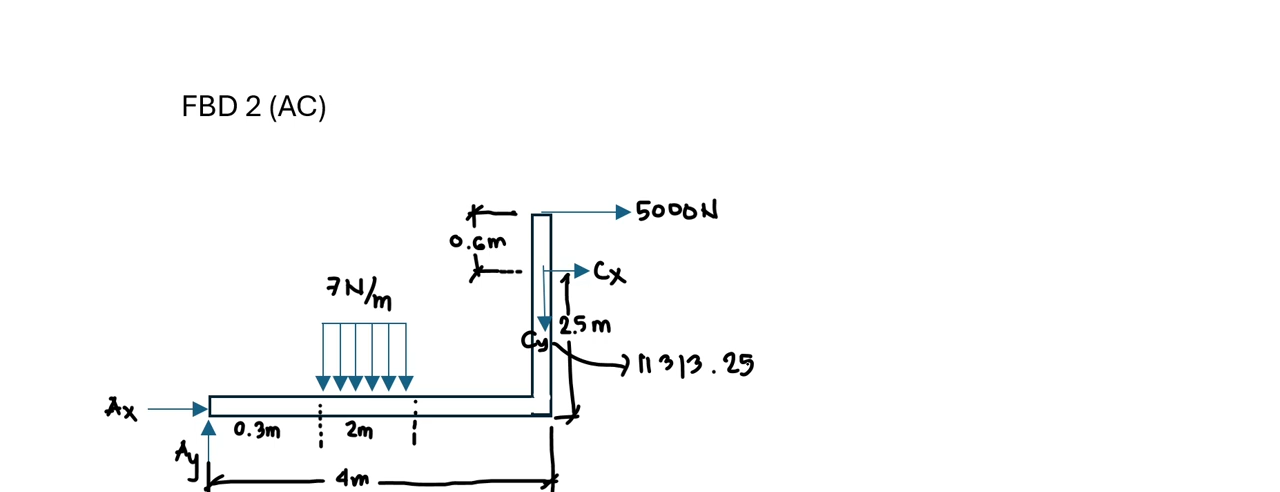 FBD 2 (AC)
5000N
0.6m
Cx
7N/m
2.5m
Cy
11313.25
Ax
0.3m
2m
Ay
4m